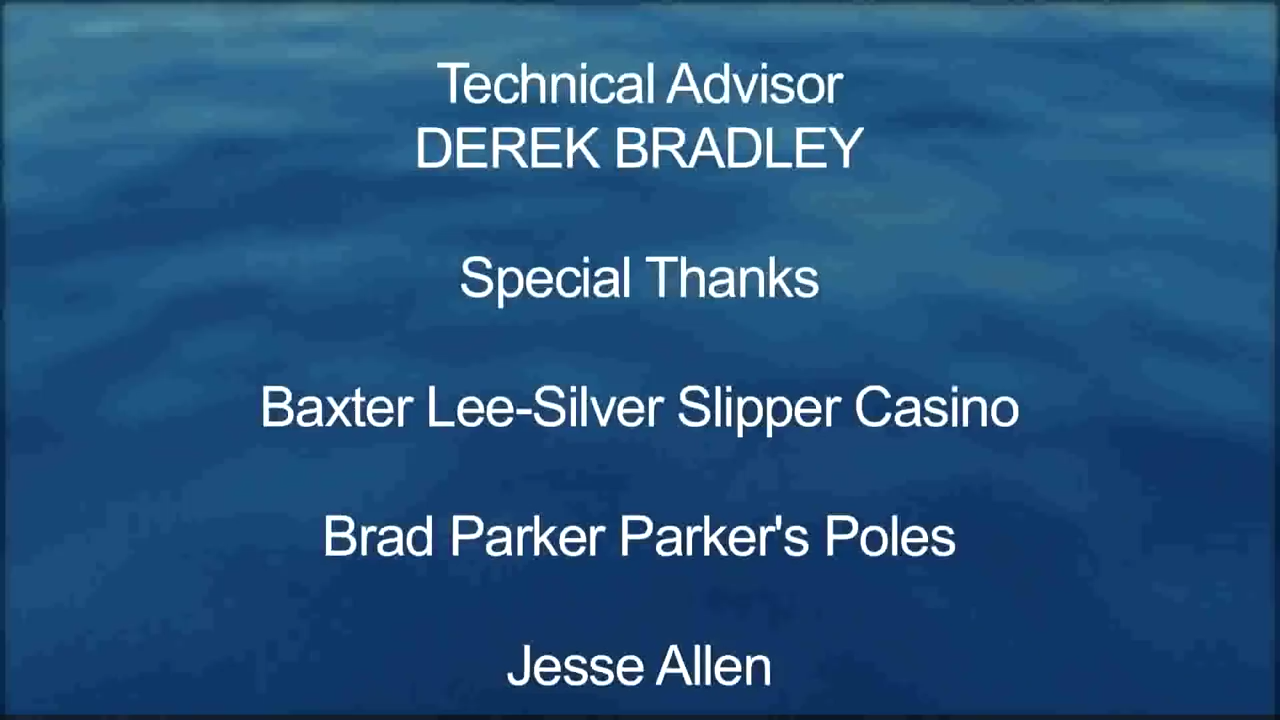 Technical Advisor
DEREK BRADLEY
Special Thanks
Baxter Lee-Silver Slipper Casino
Brad Parker Parker's Poles
Jesse Allen